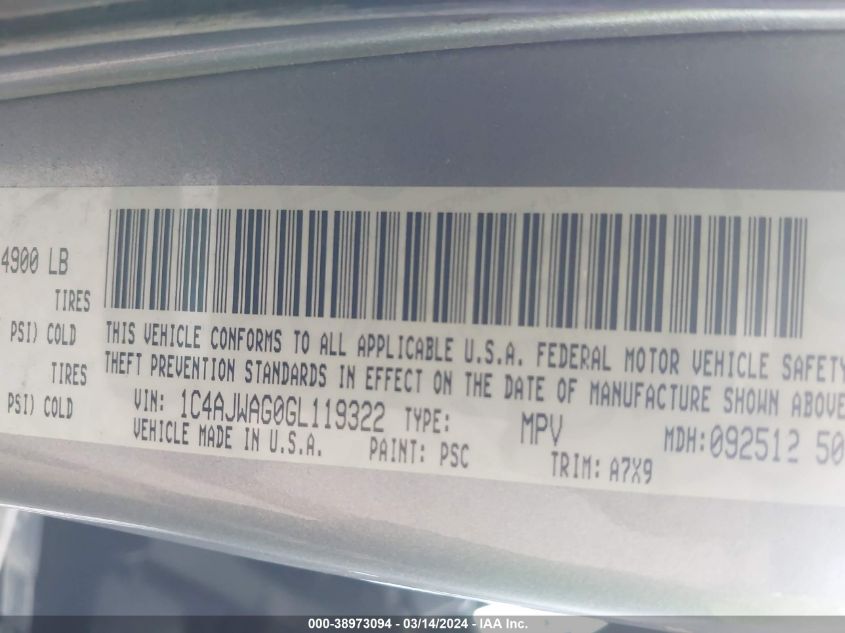 4900 LB
TIRES
PSI) COLD
TIRES
PSI) COLD
THIS VEHICLE CONFORMS TO ALL APPLICABLE U.S.A. FEDERAL MOTOR VEHICLE SAFETY
THEFT PREVENTION STANDARDS IN EFFECT ON THE DATE OF MANUFACTURE SHOWN ABOVE
VIN: 1C4AJWAG0GL119322 TYPE: MPV MDH:092512 50
VEHICLE MADE IN U.S.A. PAINT: PSC TRIM: A7X9
000-38973094 - 03/14/2024 - IAA Inc.